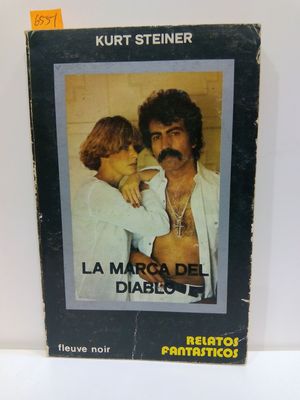 6551
KURT STEINER
LA MARCA DEL
DIABLO
fleuve noir
RELATOS
FANTASTICOS